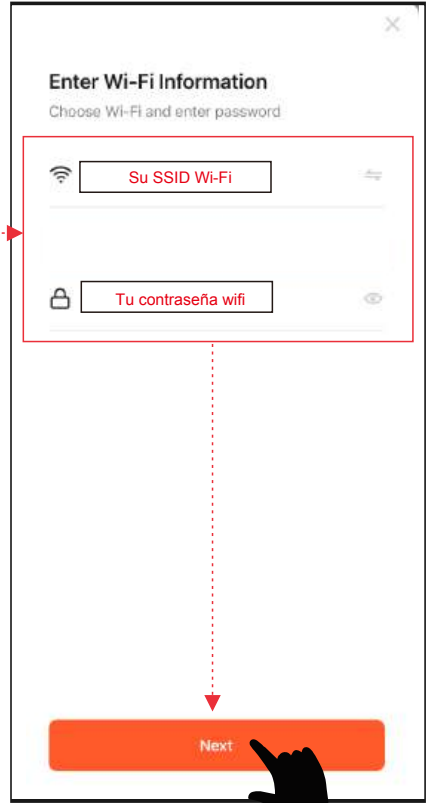 Enter Wi-Fi Information
Choose Wi-Fi and enter password
Su SSID Wi-Fi
Tu contraseña wifi
Next